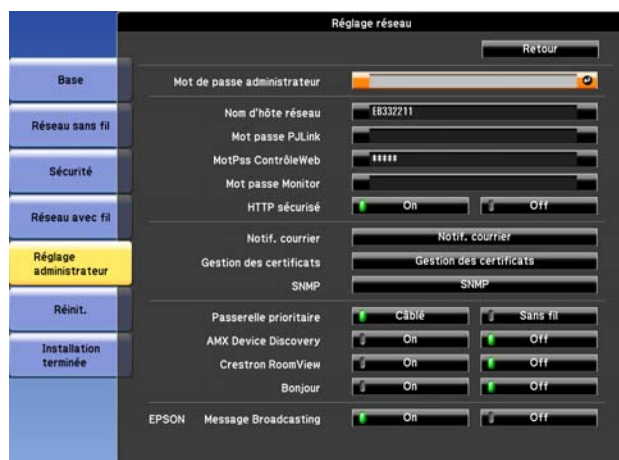 Réglage réseau
Retour
Base
Réseau sans fil
Sécurité
Réseau avec fil
Réglage
administrateur
Réinit.
Installation
terminée
Mot de passe administrateur
Nom d'hôte réseau EB332211
Mot passe PJLink
MotPss ContrôleWeb *****
Mot passe Monitor
HTTP sécurisé On Off
Notif. courrier Notif. courrier
Gestion des certificats Gestion des certificats
SNMP SNMP
Passerelle prioritaire Câblé Sans fil
AMX Device Discovery On Off
Crestron RoomView On Off
Bonjour On Off
EPSON Message Broadcasting On Off